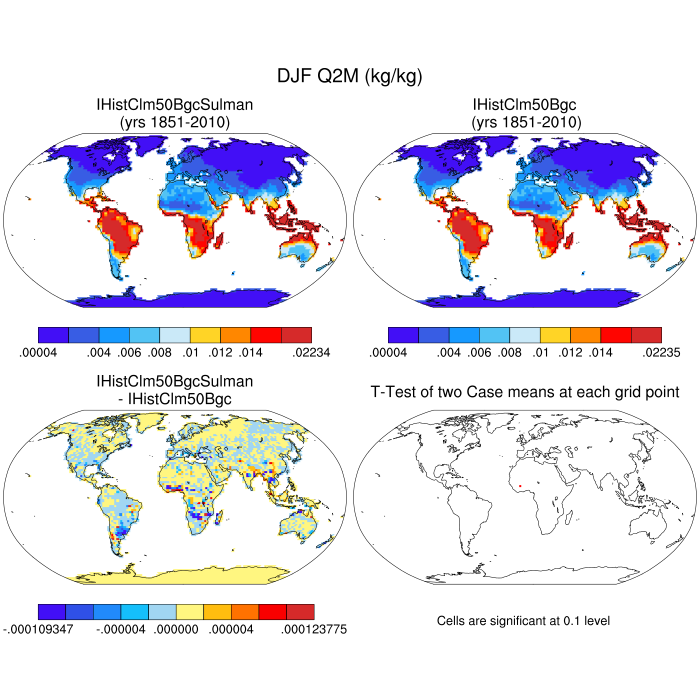 DJF Q2M (kg/kg)
IHistClm50BgcSulman
(yrs 1851-2010)
IHistClm50Bgc
(yrs 1851-2010)
.00004 .004 .006 .008 .01 .012 .014 .02234
.00004 .004 .006 .008 .01 .012 .014 .02235
IHistClm50BgcSulman
- IHistClm50Bgc
T-Test of two Case means at each grid point
-.000109347 -.000004 .000000 .000004 .000123775
Cells are significant at 0.1 level